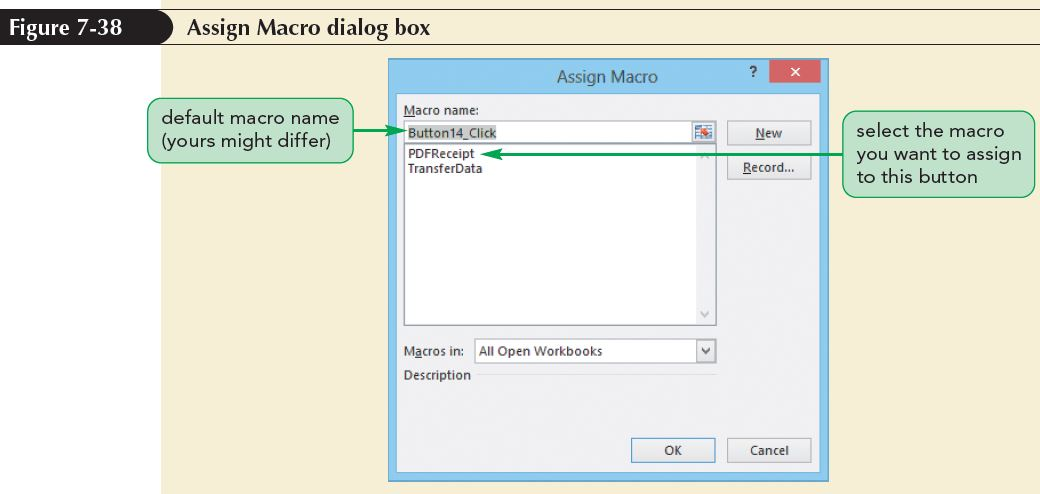 Figure 7-38 Assign Macro dialog box
Assign Macro
?
default macro name
(yours might differ)
Macro name:
Button14_Click
New
PDFReceipt
TransferData
Record...
select the macro
you want to assign
to this button
Macros in: All Open Workbooks
Description
OK Cancel